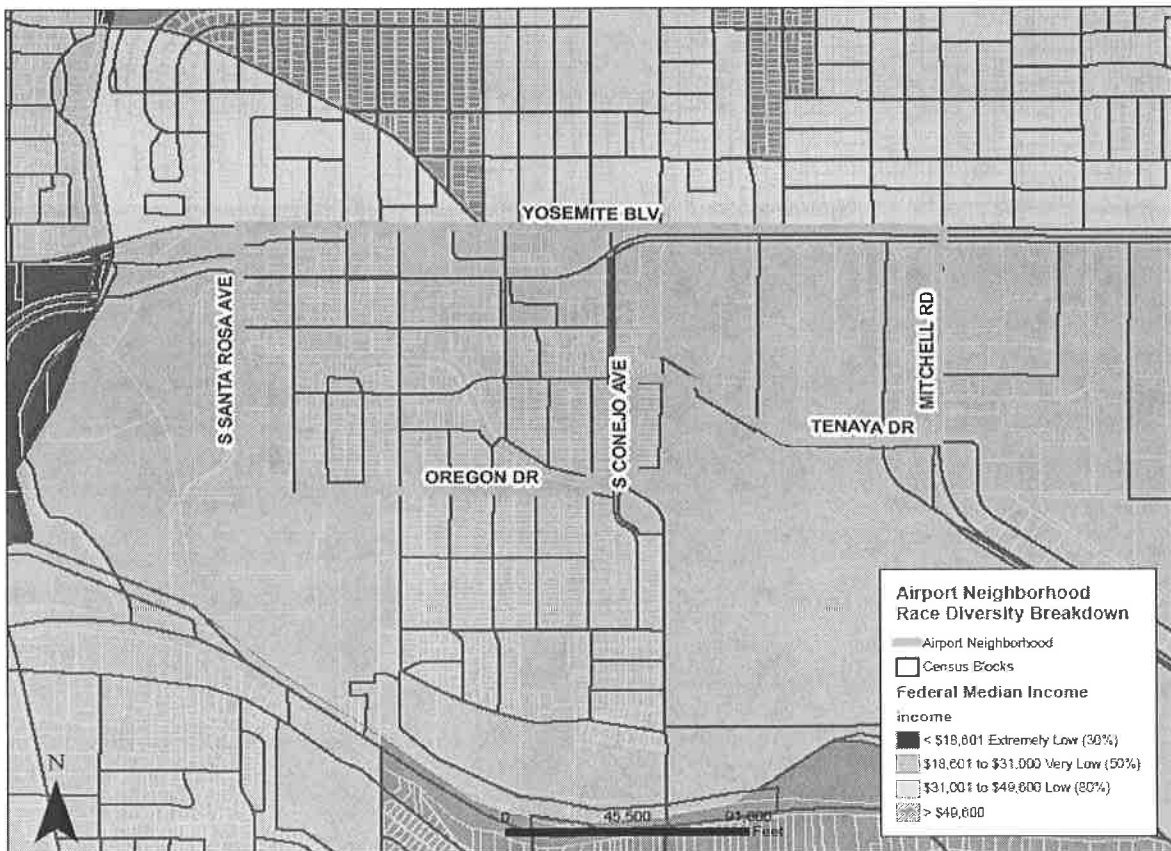 YOSEMITE BLV
S SANTA ROSA AVE
MITCHELL RD
S CONEJO AVE
TENAYA DR
OREGON DR
Airport Neighborhood
Race Diversity Breakdown
Airport Neighborhood
Census Blocks
Federal Median Income
income
< $18,601 Extremely Low (30%)
$18,601 to $31,000 Very Low (50%)
$31,001 to $49,600 Low (80%)
> $49,600
N
0 45,500 91,000
Feet